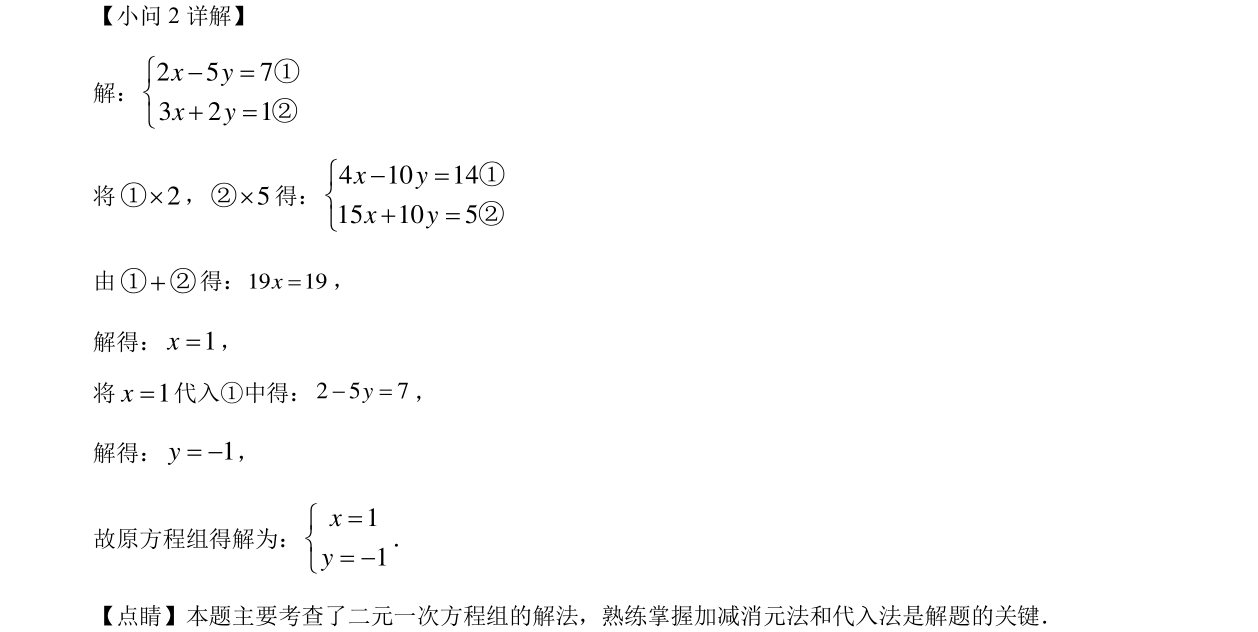 【小问 2 详解】
解：{2x−5y=7①
3x+2y=1②
将①×2，②×5得：{4x−10y=14①
15x+10y=5②
由①+②得：19x=19，
解得：x=1，
将x=1代入①中得：2−5y=7，
解得：y=−1，
故原方程组得解为：{x=1
y=−1．
【点睛】本题主要考查了二元一次方程组的解法，熟练掌握加减消元法和代入法是解题的关键．